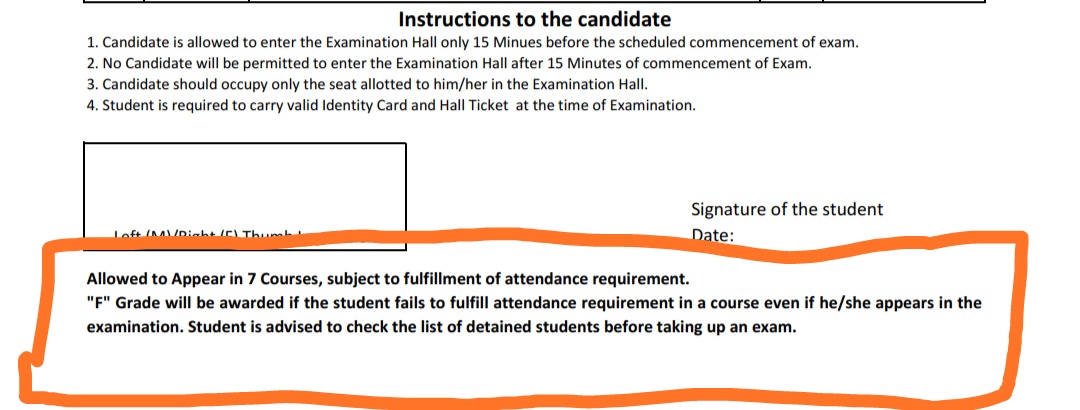 Instructions to the candidate
1. Candidate is allowed to enter the Examination Hall only 15 Minues before the scheduled commencement of exam.
2. No Candidate will be permitted to enter the Examination Hall after 15 Minutes of commencement of Exam.
3. Candidate should occupy only the seat allotted to him/her in the Examination Hall.
4. Student is required to carry valid Identity Card and Hall Ticket at the time of Examination.
Signature of the student
Left (M)/Right (F) Thumb
Date:
Allowed to Appear in 7 Courses, subject to fulfillment of attendance requirement.
"F" Grade will be awarded if the student fails to fulfill attendance requirement in a course even if he/she appears in the
examination. Student is advised to check the list of detained students before taking up an exam.